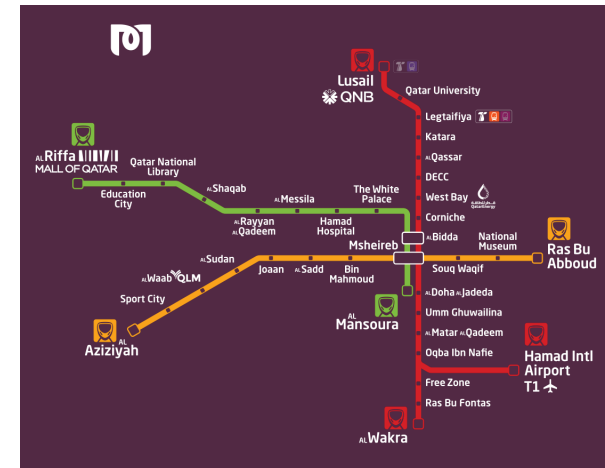 Lusail
QNB
Qatar University
Legtaifiya
Katara
AL Qassar
DECC
West Bay
QatarEnergy
Corniche
AL Bidda
AL Riffa
MALL OF QATAR
Education
City
Qatar National
Library
AL Shaqab
AL Rayyan
AL Qadeem
AL Messila
Hamad
Hospital
The White
Palace
Msheireb
AL
Mansoura
Ras Bu
Abboud
National
Museum
Souq Waqif
Bin
Mahmoud
AL Sadd
Joaan
AL Sudan
AL Waab QLM
Sport City
AL
Aziziyah
AL Doha AL Jadeda
Umm Ghuwailina
AL Matar AL Qadeem
Oqba Ibn Nafie
Hamad Intl
Airport
T1
Free Zone
Ras Bu Fontas
AL Wakra